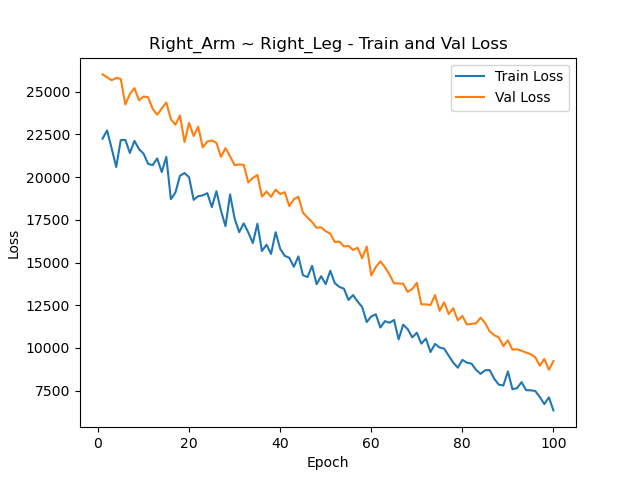 Right_Arm ~ Right_Leg - Train and Val Loss
Train Loss
Val Loss
25000
22500
20000
17500
15000
12500
10000
7500
Loss
0 20 40 60 80 100
Epoch